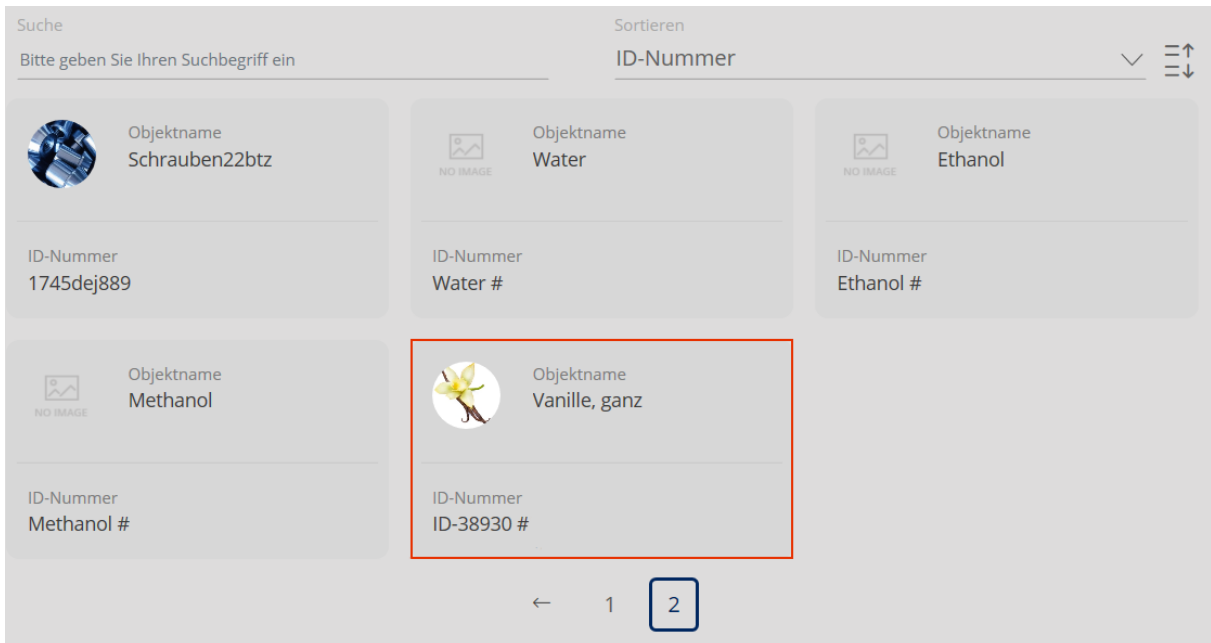 Suche
Bitte geben Sie Ihren Suchbegriff ein
Sortieren
ID-Nummer
Objektname
Schrauben22btz
ID-Nummer
1745dej889
NO IMAGE
Objektname
Water
ID-Nummer
Water #
NO IMAGE
Objektname
Ethanol
ID-Nummer
Ethanol #
NO IMAGE
Objektname
Methanol
ID-Nummer
Methanol #
Objektname
Vanille, ganz
ID-Nummer
ID-38930 #
← 1 2